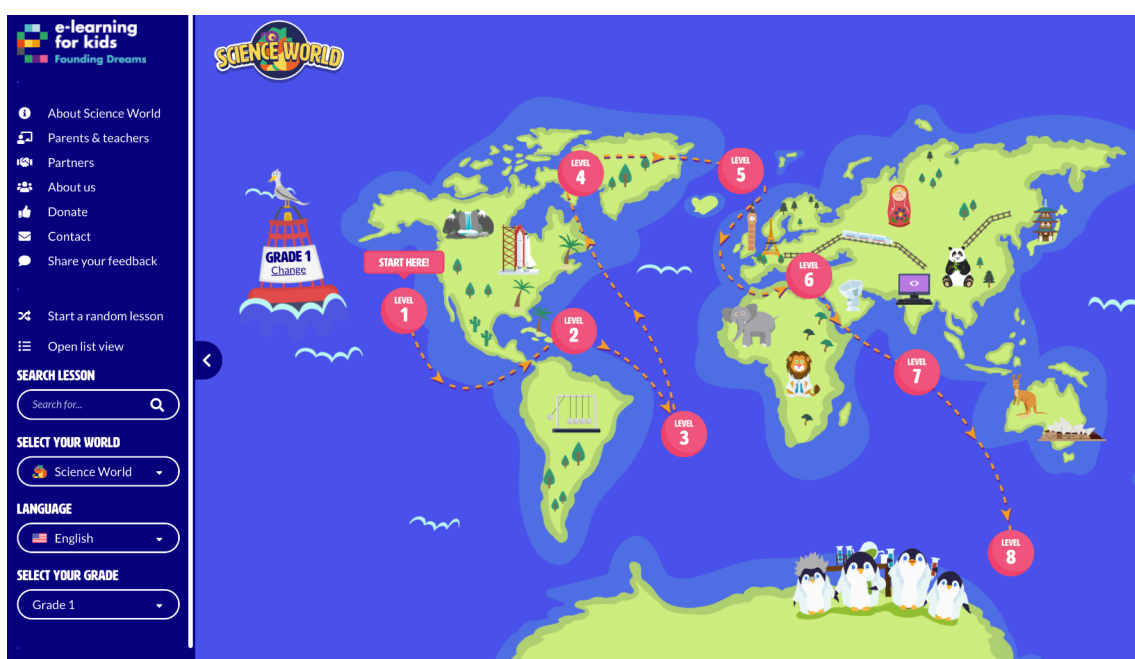 e-learning
for kids
Founding Dreams
About Science World
Parents & teachers
Partners
About us
Donate
Contact
Share your feedback
Start a random lesson
Open list view
SEARCH LESSON
Search for...
SELECT YOUR WORLD
Science World
LANGUAGE
English
SELECT YOUR GRADE
Grade 1
SCIENCE WORLD
GRADE 1
Change
START HERE!
LEVEL
1
LEVEL
2
LEVEL
3
LEVEL
4
LEVEL
5
LEVEL
6
LEVEL
7
LEVEL
8